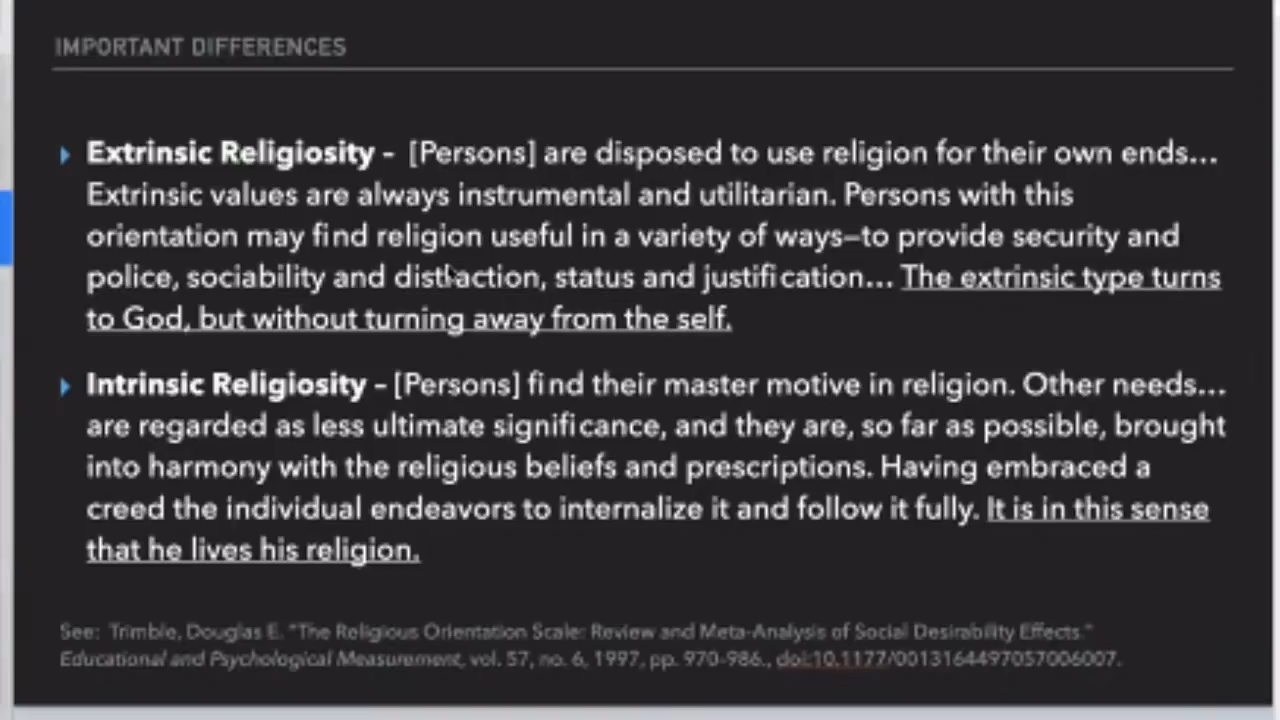 IMPORTANT DIFFERENCES
Extrinsic Religiosity – [Persons] are disposed to use religion for their own ends…
Extrinsic values are always instrumental and utilitarian. Persons with this
orientation may find religion useful in a variety of ways—to provide security and
police, sociability and distraction, status and justification… The extrinsic type turns
to God, but without turning away from the self.
Intrinsic Religiosity – [Persons] find their master motive in religion. Other needs…
are regarded as less ultimate significance, and they are, so far as possible, brought
into harmony with the religious beliefs and prescriptions. Having embraced a
creed the individual endeavors to internalize it and follow it fully. It is in this sense
that he lives his religion.
See: Trimble, Douglas E. "The Religious Orientation Scale: Review and Meta-Analysis of Social Desirability Effects."
Educational and Psychological Measurement, vol. 57, no. 6, 1997, pp. 970-986., doi:10.1177/0013164497057006007.